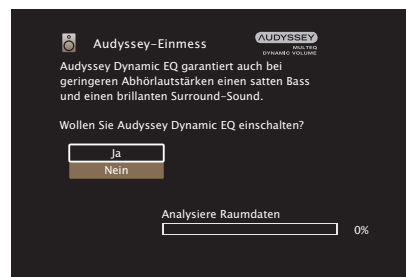 Audyssey-Einmess
AUDYSSEY
MULTEQ
DYNAMIC VOLUME
Audyssey Dynamic EQ garantiert auch bei
geringeren Abhörlautstärken einen satten Bass
und einen brillanten Surround-Sound.
Wollen Sie Audyssey Dynamic EQ einschalten?
Ja
Nein
Analysiere Raumdaten
0%